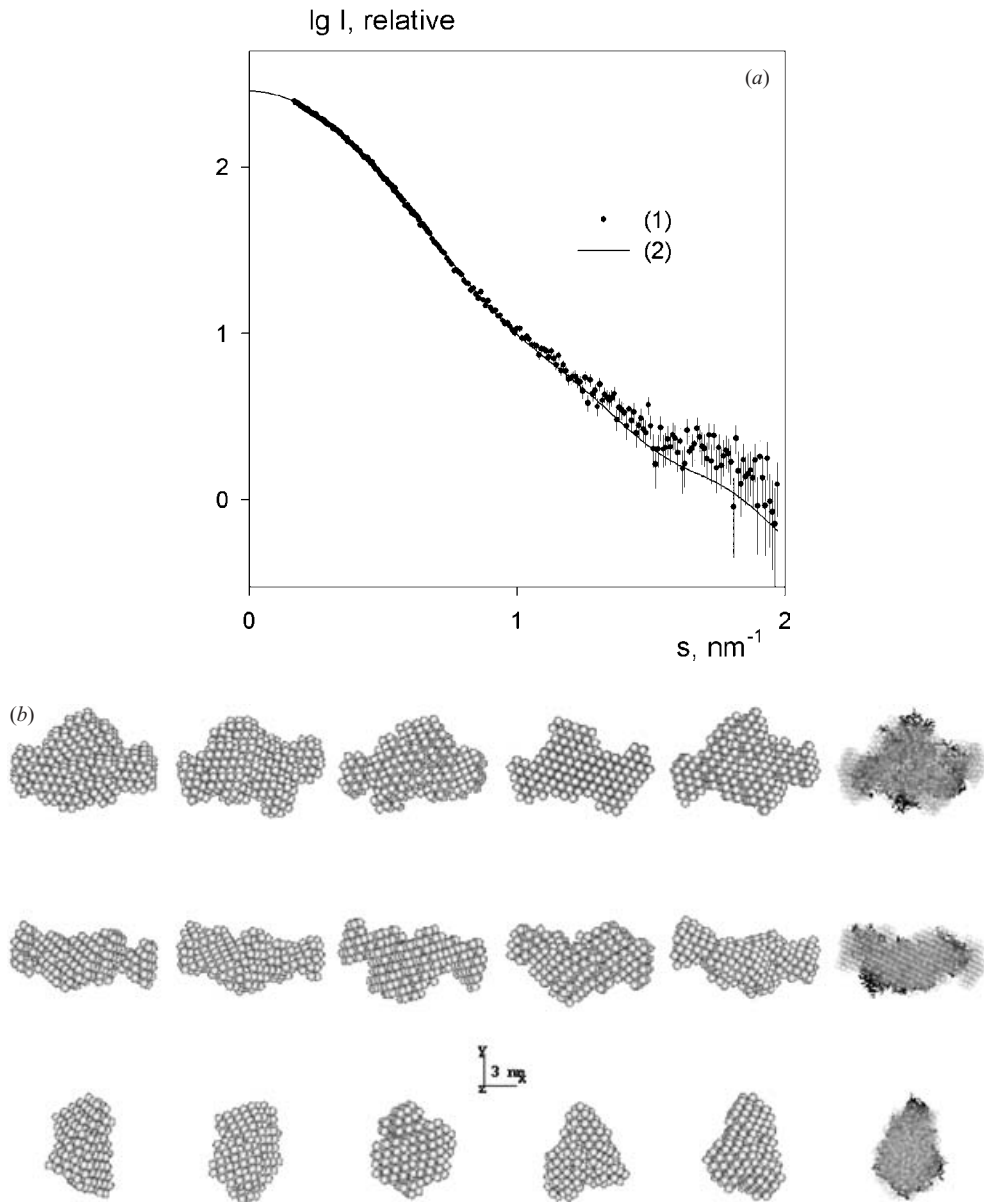 lg I, relative
(a)
2
(1)
(2)
1
0
0 1 2
s, nm⁻¹
(b)
Y
3 nm
z x